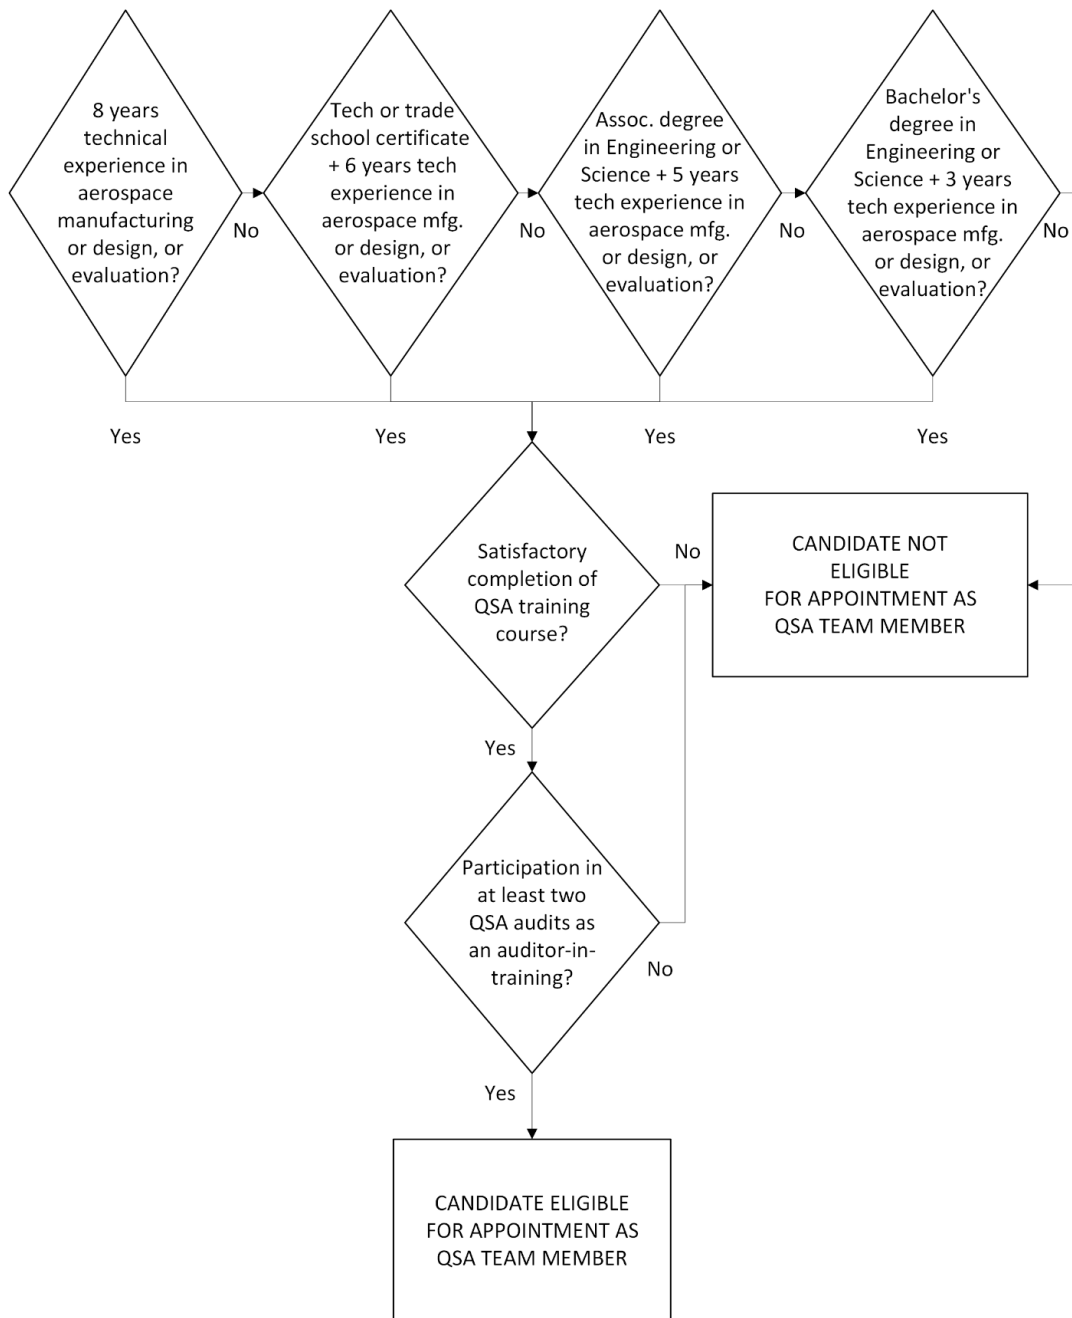 8 years
technical
experience in
aerospace
manufacturing
or design, or
evaluation?
No
Tech or trade
school certificate
+ 6 years tech
experience in
aerospace mfg.
or design, or
evaluation?
No
Assoc. degree
in Engineering or
Science + 5 years
tech experience in
aerospace mfg.
or design, or
evaluation?
No
Bachelor's
degree in
Engineering or
Science + 3 years
tech experience in
aerospace mfg.
or design, or
evaluation?
No
Yes
Yes
Yes
Yes
Satisfactory
completion of
QSA training
course?
No
CANDIDATE NOT
ELIGIBLE
FOR APPOINTMENT AS
QSA TEAM MEMBER
Yes
Participation in
at least two
QSA audits as
an auditor-in-
training?
No
Yes
CANDIDATE ELIGIBLE
FOR APPOINTMENT AS
QSA TEAM MEMBER